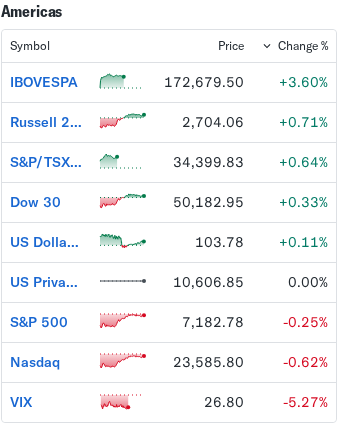 Americas
Symbol Price Change %
IBOVESPA 172,679.50 +3.60%
Russell 2... 2,704.06 +0.71%
S&P/TSX... 34,399.83 +0.64%
Dow 30 50,182.95 +0.33%
US Dolla... 103.78 +0.11%
US Priva... 10,606.85 0.00%
S&P 500 7,182.78 -0.25%
Nasdaq 23,585.80 -0.62%
VIX 26.80 -5.27%